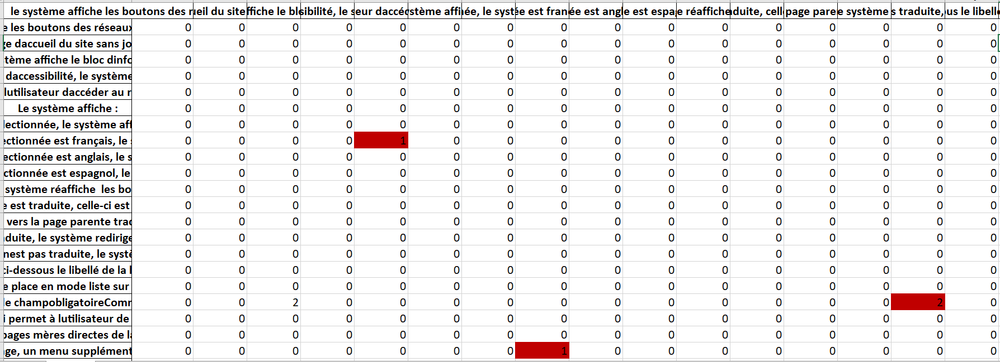 le système affiche les boutons des r eil du site ffiche le bl sibilité, le s eur daccéd stème affi ée, le syst ée est fran ée est angl e est espa e réaffiche duite, cell page pare e système s traduite, us le libell
e les boutons des réseaux 0 0 0 0 0 0 0 0 0 0 0 0 0 0 0 0
ge daccueil du site sans jo 0 0 0 0 0 0 0 0 0 0 0 0 0 0 0 0
tème affiche le bloc dinfo 0 0 0 0 0 0 0 0 0 0 0 0 0 0 0 0
daccessibilité, le système 0 0 0 0 0 0 0 0 0 0 0 0 0 0 0 0
lutilisateur daccéder au r 0 0 0 0 0 0 0 0 0 0 0 0 0 0 0 0
Le système affiche : 0 0 0 0 0 0 0 0 0 0 0 0 0 0 0 0
lectionnée, le système aff 0 0 0 0 0 0 0 0 0 0 0 0 0 0 0 0
ectionnée est français, le s 0 0 0 0 1 0 0 0 0 0 0 0 0 0 0 0
ectionnée est anglais, le s 0 0 0 0 0 0 0 0 0 0 0 0 0 0 0 0
ctionnée est espagnol, le 0 0 0 0 0 0 0 0 0 0 0 0 0 0 0 0
système réaffiche les bo 0 0 0 0 0 0 0 0 0 0 0 0 0 0 0 0
e est traduite, celle-ci est 0 0 0 0 0 0 0 0 0 0 0 0 0 0 0 0
vers la page parente trad 0 0 0 0 0 0 0 0 0 0 0 0 0 0 0 0
duite, le système redirige 0 0 0 0 0 0 0 0 0 0 0 0 0 0 0 0
nest pas traduite, le systè 0 0 0 0 0 0 0 0 0 0 0 0 0 0 0 0
ci-dessous le libellé de la l 0 0 0 0 0 0 0 0 0 0 0 0 0 0 0 0
e place en mode liste sur 0 0 0 0 0 0 0 0 0 0 0 0 0 0 0 0
le champobligatoireComm 0 0 2 0 0 0 0 0 0 0 0 0 0 0 2 0
i permet à lutilisateur de 0 0 0 0 0 0 0 0 0 0 0 0 0 0 0 0
pages mères directes de la 0 0 0 0 0 0 0 0 0 0 0 0 0 0 0 0
ge, un menu supplément 0 0 0 0 0 0 0 1 0 0 0 0 0 0 0 0